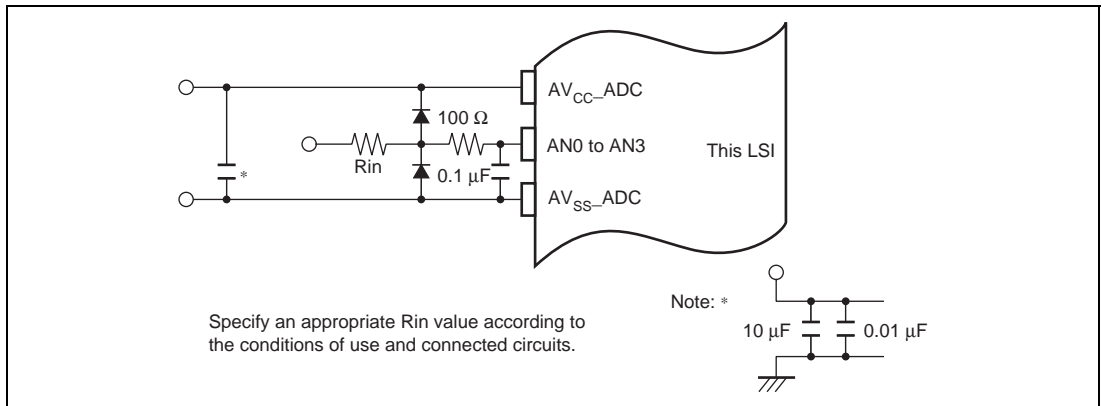 AVCC_ADC
100 Ω
AN0 to AN3
This LSI
Rin
0.1 μF
*
AVSS_ADC
Note: *
10 μF
0.01 μF
Specify an appropriate Rin value according to
the conditions of use and connected circuits.